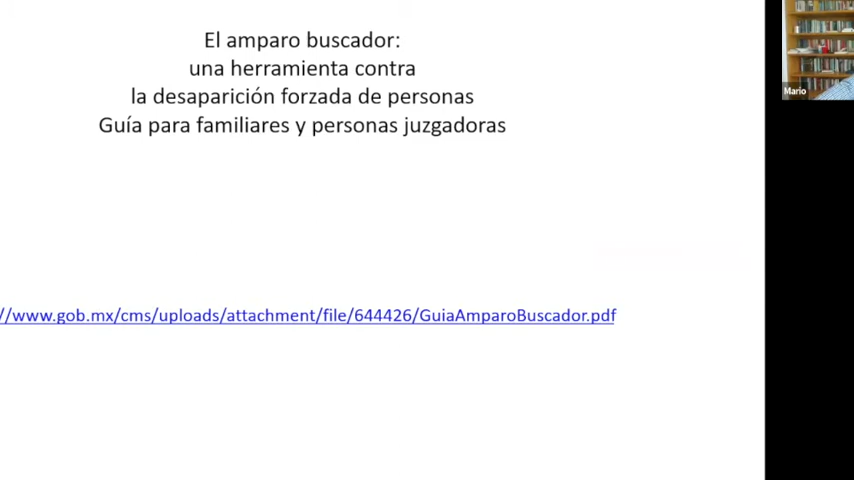 El amparo buscador:
una herramienta contra
la desaparición forzada de personas
Guía para familiares y personas juzgadoras
Mario
//www.gob.mx/cms/uploads/attachment/file/644426/GuiaAmparoBuscador.pdf